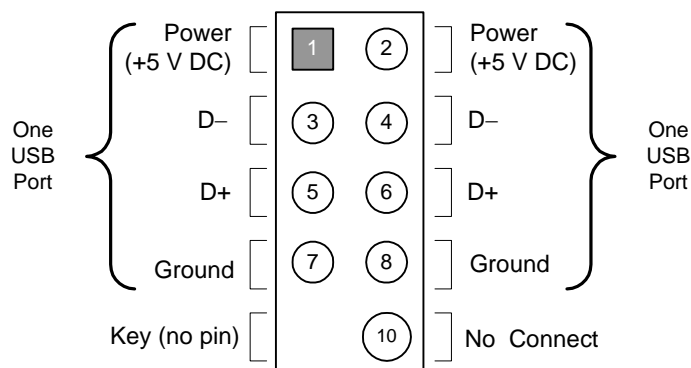 Power
(+5 V DC)
1
2
Power
(+5 V DC)
D–
3
4
D–
One
USB
Port
One
USB
Port
D+
5
6
D+
Ground
7
8
Ground
Key (no pin)
10
No Connect